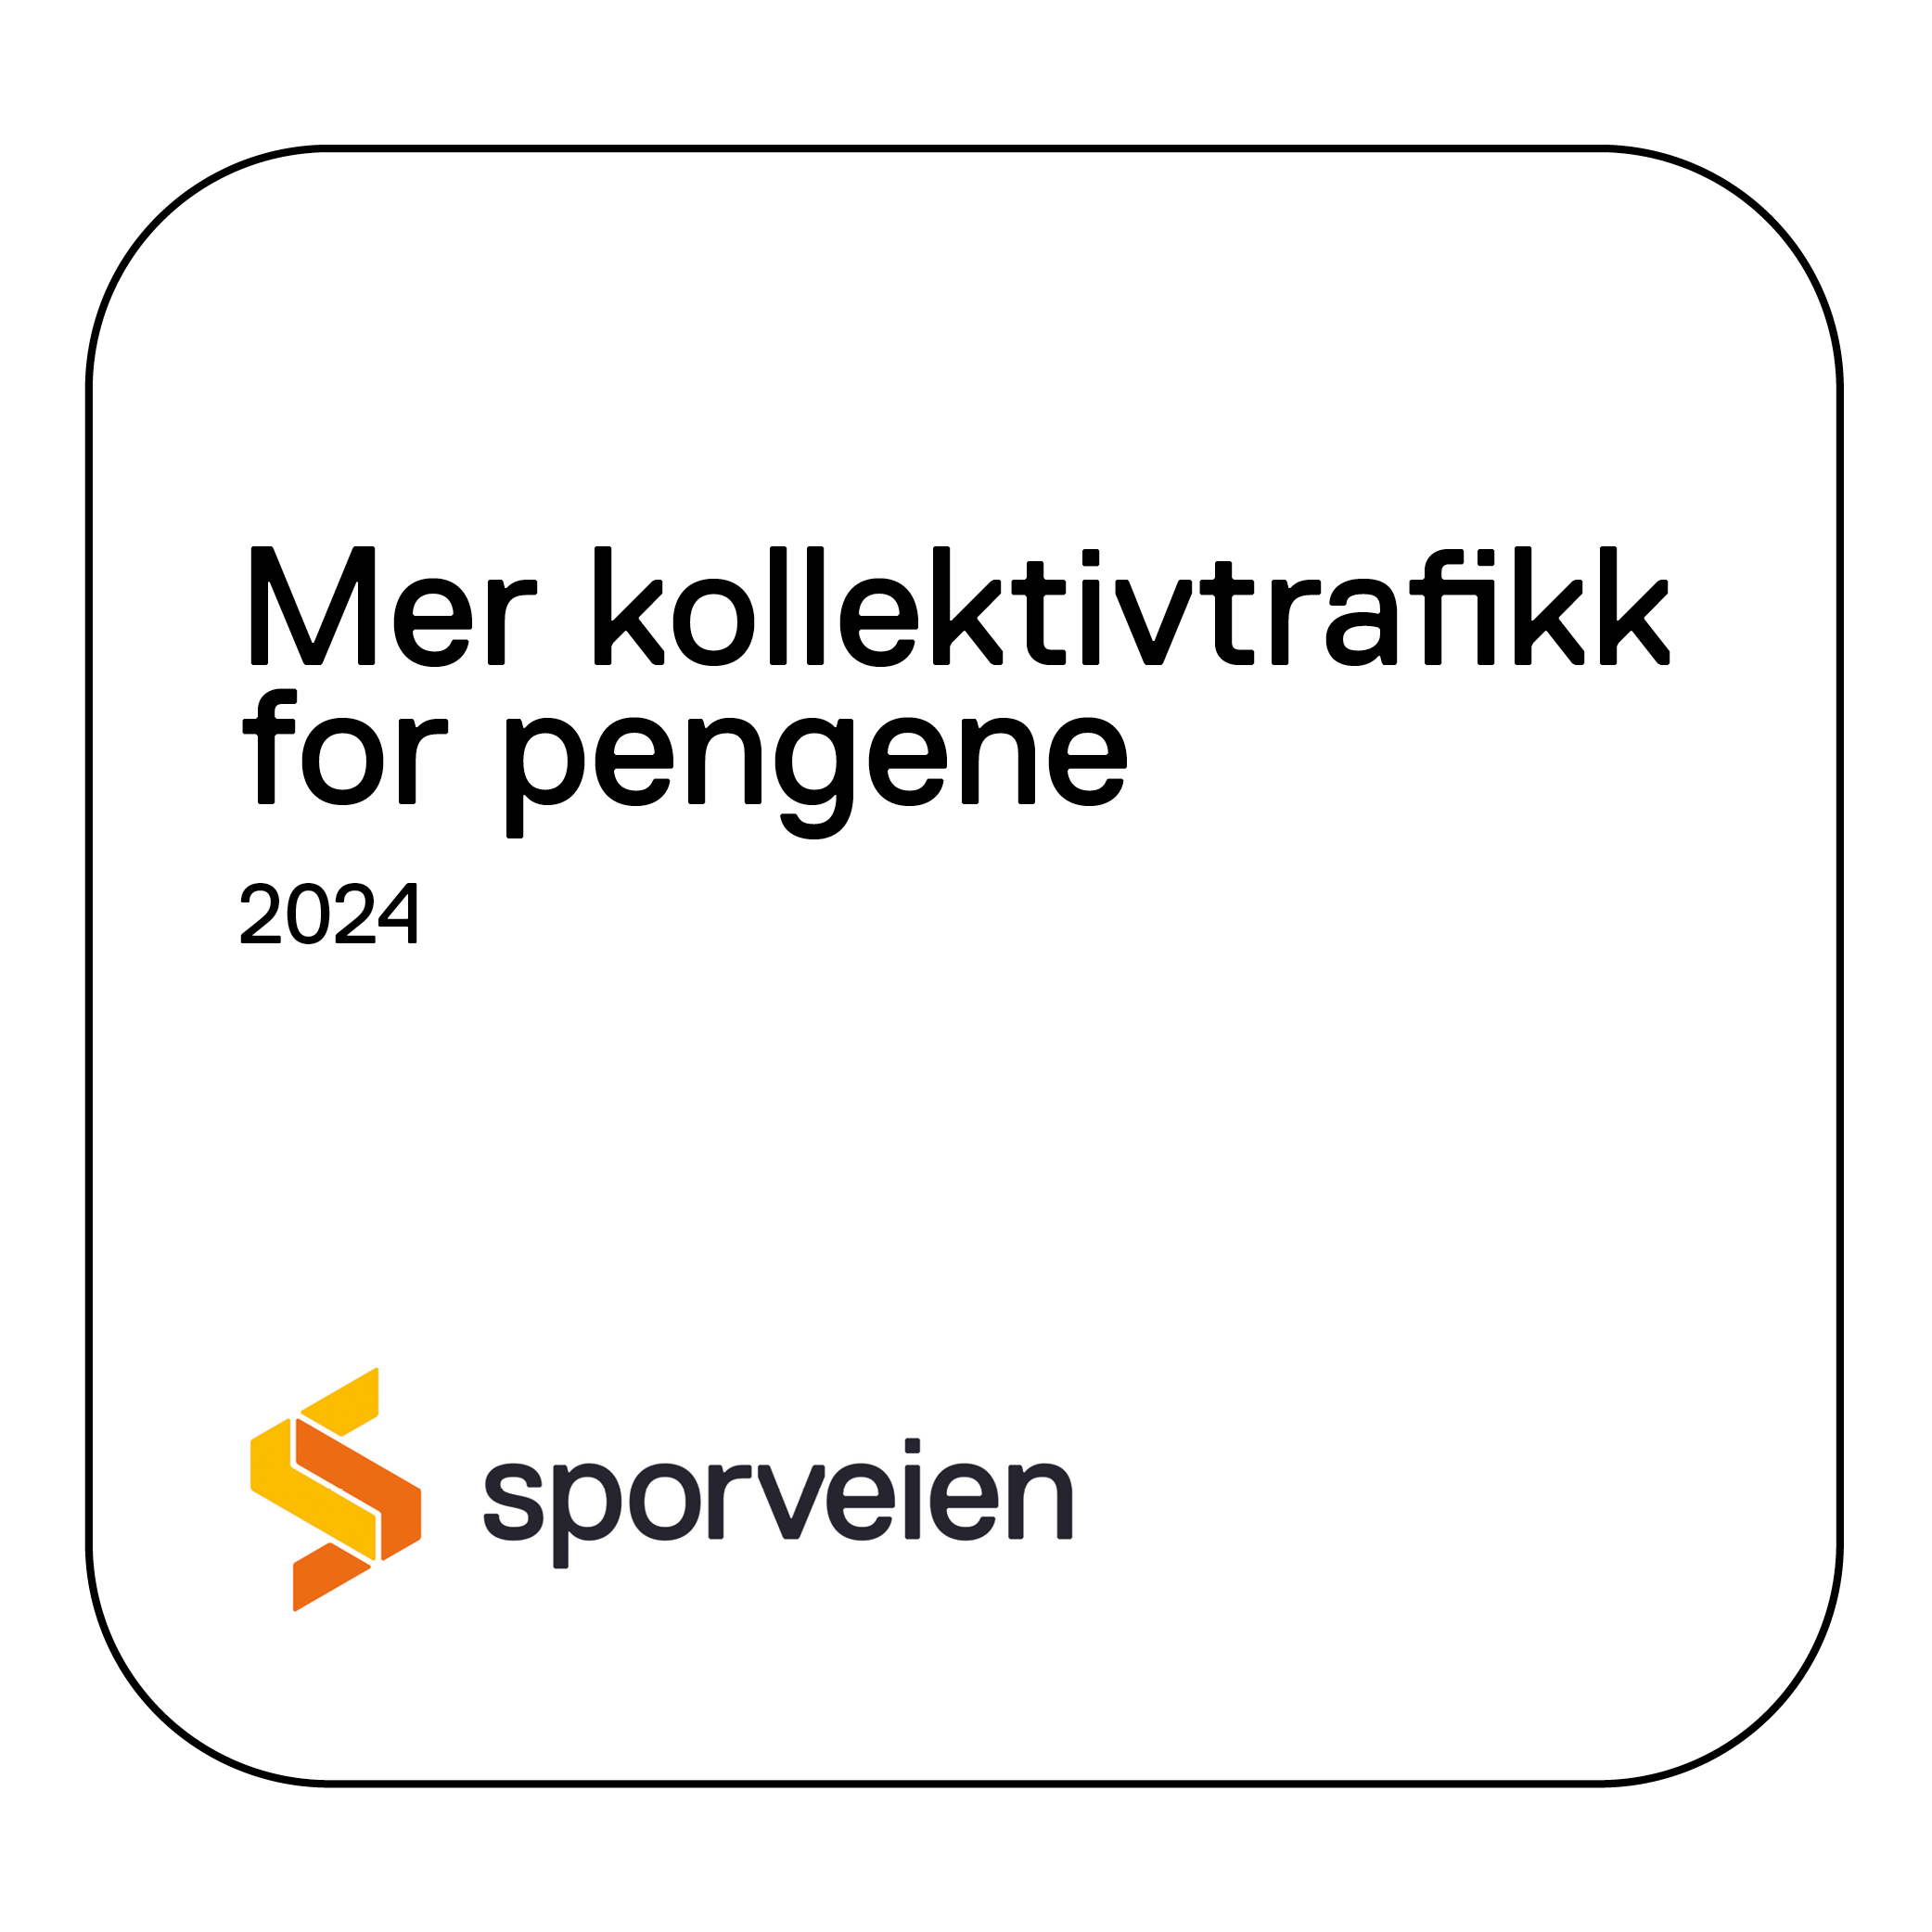 Mer kollektivtrafikk
for pengene
2024
sporveien